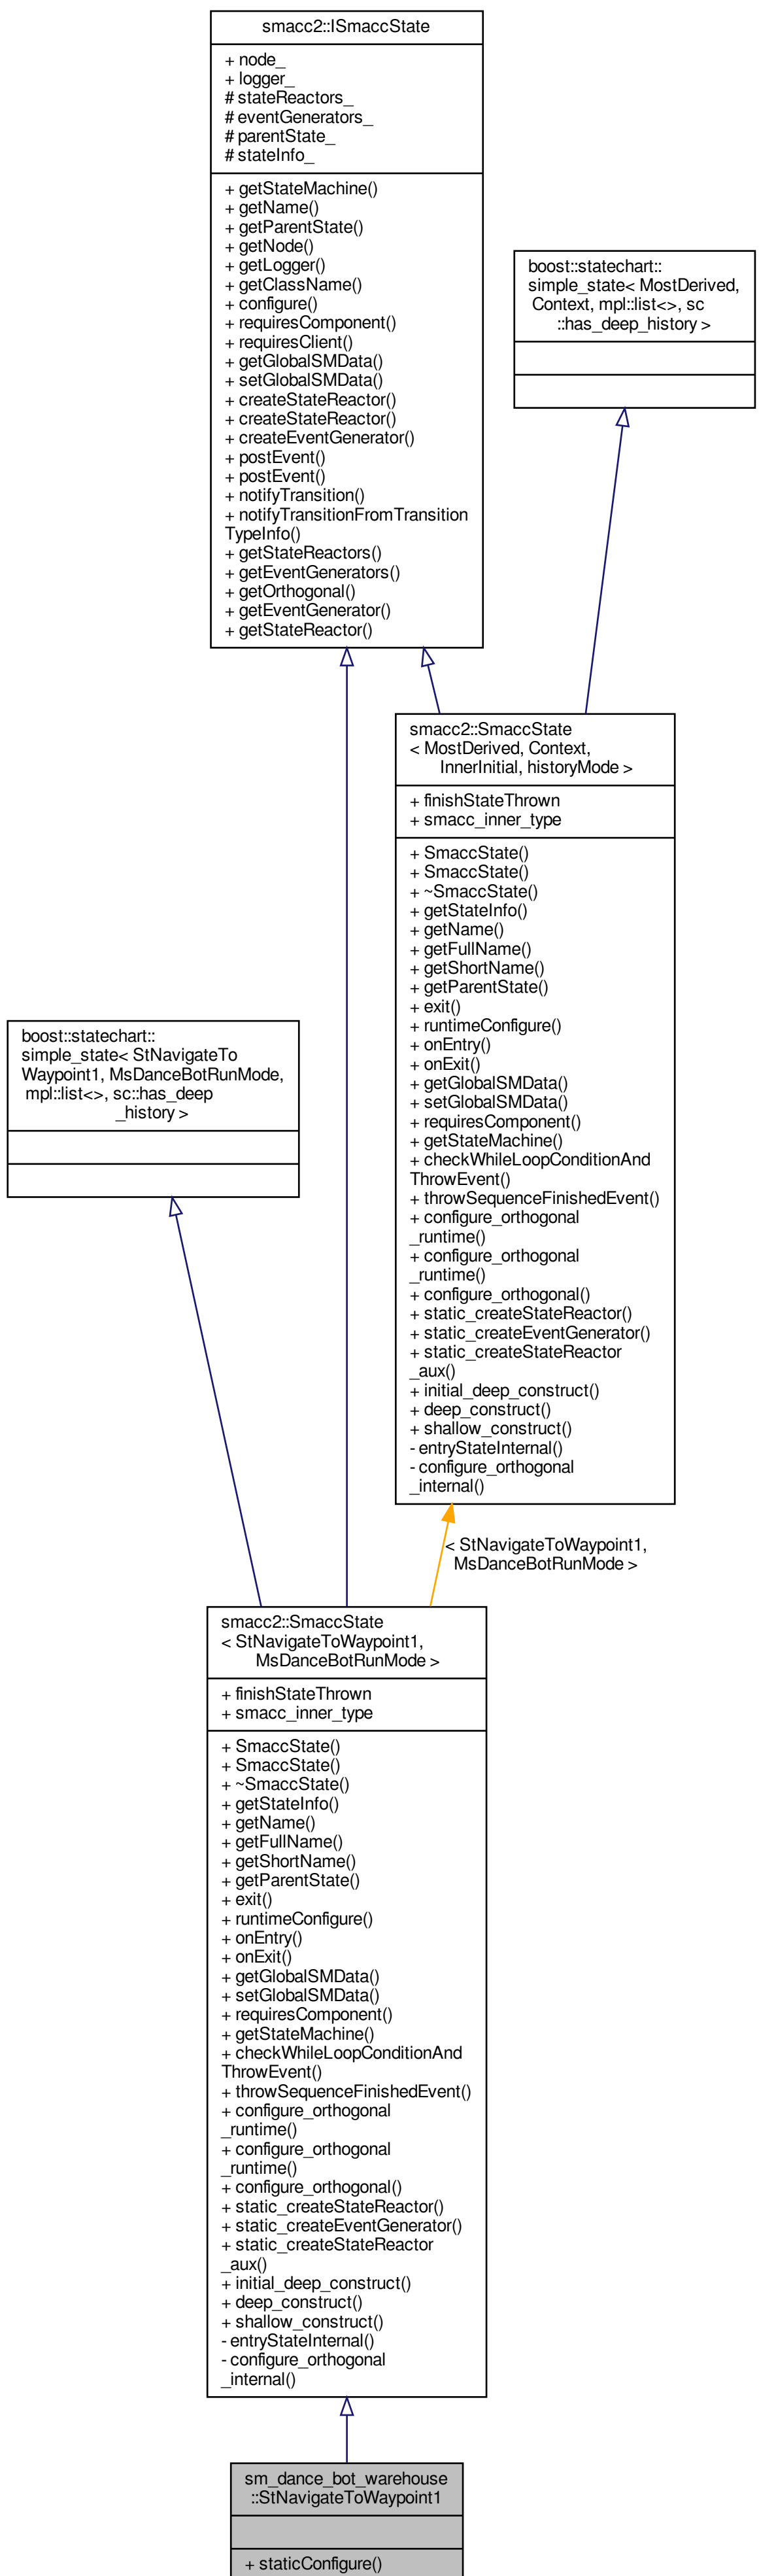 smacc2::ISmaccState
+ node_
+ logger_
# stateReactors_
# eventGenerators_
# parentState_
# stateInfo_
+ getStateMachine()
+ getName()
+ getParentState()
+ getNode()
+ getLogger()
+ getClassName()
+ configure()
+ requiresComponent()
+ requiresClient()
+ getGlobalSMData()
+ setGlobalSMData()
+ createStateReactor()
+ createStateReactor()
+ createEventGenerator()
+ postEvent()
+ postEvent()
+ notifyTransition()
+ notifyTransitionFromTransition
TypeInfo()
+ getStateReactors()
+ getEventGenerators()
+ getOrthogonal()
+ getEventGenerator()
+ getStateReactor()
boost::statechart::
simple_state< MostDerived,
Context, mpl::list<>, sc
::has_deep_history >
smacc2::SmaccState
< MostDerived, Context,
InnerInitial, historyMode >
+ finishStateThrown
+ smacc_inner_type
+ SmaccState()
+ SmaccState()
+ ~SmaccState()
+ getStateInfo()
+ getName()
+ getFullName()
+ getShortName()
+ getParentState()
+ exit()
+ runtimeConfigure()
+ onEntry()
+ onExit()
+ getGlobalSMData()
+ setGlobalSMData()
+ requiresComponent()
+ getStateMachine()
+ checkWhileLoopConditionAnd
ThrowEvent()
+ throwSequenceFinishedEvent()
+ configure_orthogonal
_runtime()
+ configure_orthogonal
_runtime()
+ configure_orthogonal()
+ static_createStateReactor()
+ static_createEventGenerator()
+ static_createStateReactor
_aux()
+ initial_deep_construct()
+ deep_construct()
+ shallow_construct()
- entryStateInternal()
- configure_orthogonal
_internal()
boost::statechart::
simple_state< StNavigateTo
Waypoint1, MsDanceBotRunMode,
mpl::list<>, sc::has_deep
_history >
< StNavigateToWaypoint1,
MsDanceBotRunMode >
smacc2::SmaccState
< StNavigateToWaypoint1,
MsDanceBotRunMode >
+ finishStateThrown
+ smacc_inner_type
+ SmaccState()
+ SmaccState()
+ ~SmaccState()
+ getStateInfo()
+ getName()
+ getFullName()
+ getShortName()
+ getParentState()
+ exit()
+ runtimeConfigure()
+ onEntry()
+ onExit()
+ getGlobalSMData()
+ setGlobalSMData()
+ requiresComponent()
+ getStateMachine()
+ checkWhileLoopConditionAnd
ThrowEvent()
+ throwSequenceFinishedEvent()
+ configure_orthogonal
_runtime()
+ configure_orthogonal
_runtime()
+ configure_orthogonal()
+ static_createStateReactor()
+ static_createEventGenerator()
+ static_createStateReactor
_aux()
+ initial_deep_construct()
+ deep_construct()
+ shallow_construct()
- entryStateInternal()
- configure_orthogonal
_internal()
sm_dance_bot_warehouse
::StNavigateToWaypoint1
+ staticConfigure()